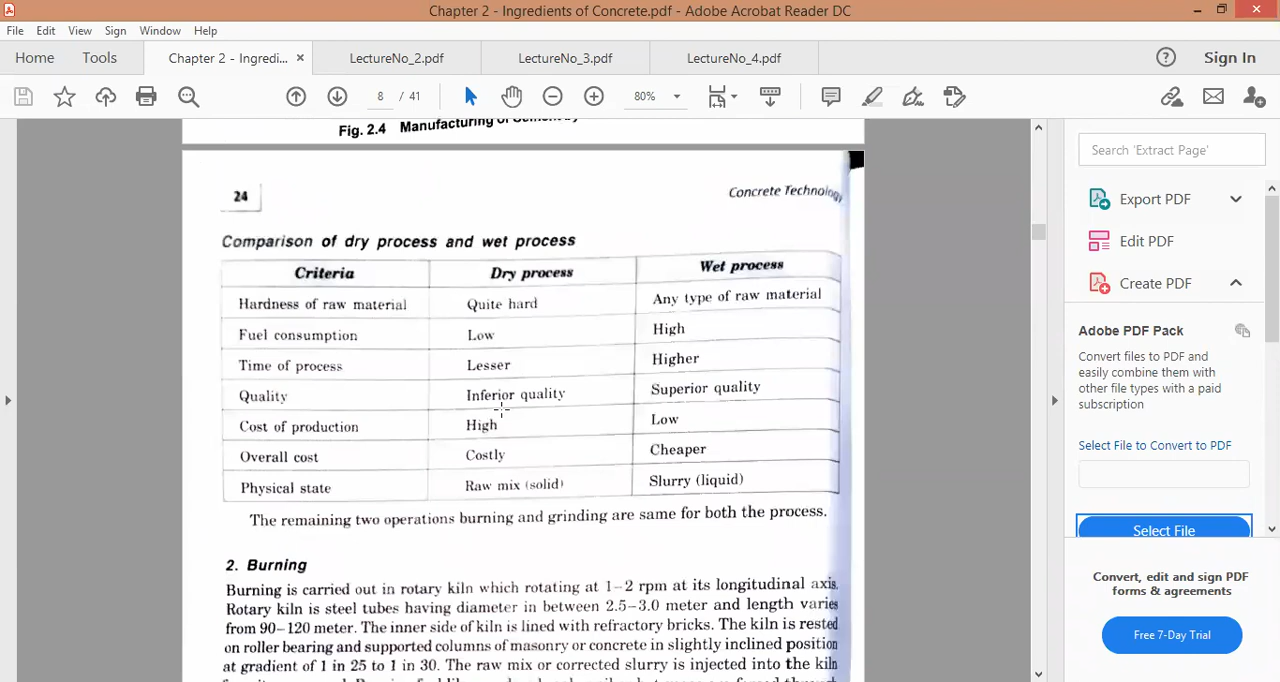 Chapter 2 - Ingredients of Concrete.pdf - Adobe Acrobat Reader DC
File Edit View Sign Window Help
Home Tools Chapter 2 - Ingredi... × LectureNo_2.pdf LectureNo_3.pdf LectureNo_4.pdf Sign In
8 / 41 80%
Fig. 2.4 Manufacturing of
24 Concrete Technology
Comparison of dry process and wet process
Criteria Dry process Wet process
Hardness of raw material Quite hard Any type of raw material
Fuel consumption Low High
Time of process Lesser Higher
Quality Inferior quality Superior quality
Cost of production High Low
Overall cost Costly Cheaper
Physical state Raw mix (solid) Slurry (liquid)
The remaining two operations burning and grinding are same for both the process.
2. Burning
Burning is carried out in rotary kiln which rotating at 1–2 rpm at its longitudinal axis.
Rotary kiln is steel tubes having diameter in between 2.5–3.0 meter and length varies
from 90–120 meter. The inner side of kiln is lined with refractory bricks. The kiln is rested
on roller bearing and supported columns of masonry or concrete in slightly inclined position
at gradient of 1 in 25 to 1 in 30. The raw mix or corrected slurry is injected into the kiln
Search 'Extract Page'
Export PDF
Edit PDF
Create PDF
Adobe PDF Pack
Convert files to PDF and
easily combine them with
other file types with a paid
subscription
Select File to Convert to PDF
Select File
Convert, edit and sign PDF
forms & agreements
Free 7-Day Trial